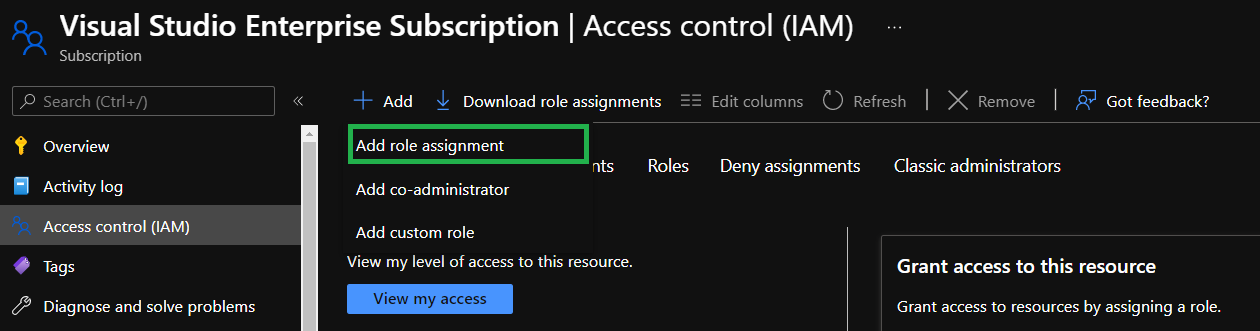 Visual Studio Enterprise Subscription | Access control (IAM) ...
Subscription
Search (Ctrl+/) «
Add Download role assignments Edit columns Refresh Remove Got feedback?
Overview
Activity log
Access control (IAM)
Tags
Diagnose and solve problems
Add role assignment
Add co-administrator
Add custom role
Roles Deny assignments Classic administrators
View my level of access to this resource.
View my access
Grant access to this resource
Grant access to resources by assigning a role.